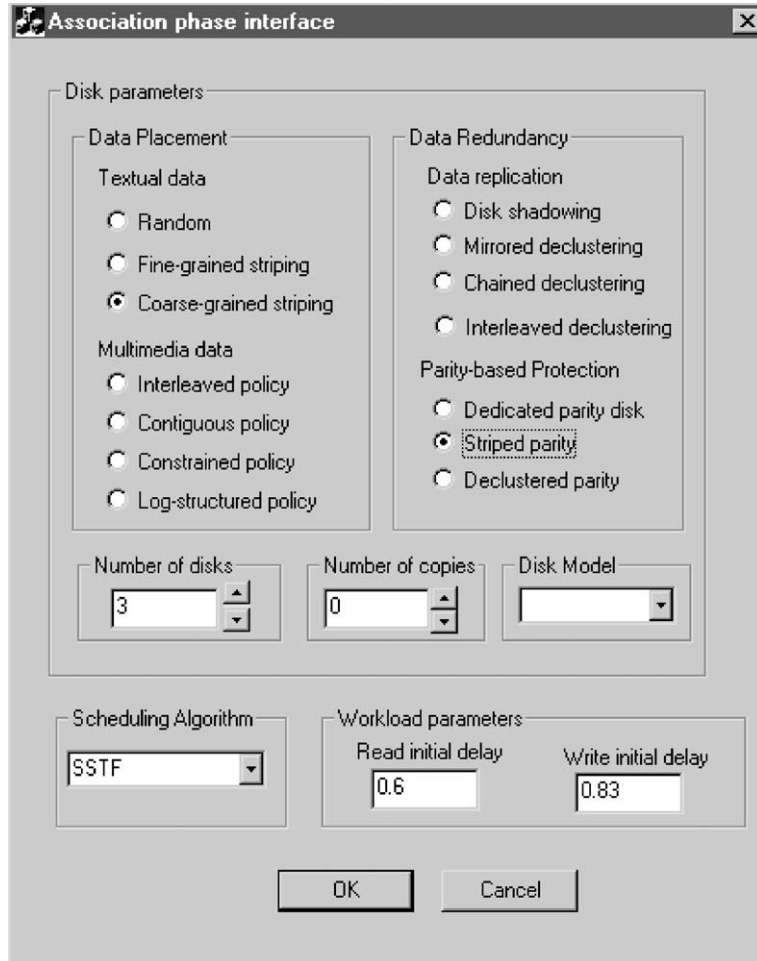 Association phase interface
Disk parameters
Data Placement
Textual data
Random
Fine-grained striping
Coarse-grained striping
Multimedia data
Interleaved policy
Contiguous policy
Constrained policy
Log-structured policy
Data Redundancy
Data replication
Disk shadowing
Mirrored declustering
Chained declustering
Interleaved declustering
Parity-based Protection
Dedicated parity disk
Striped parity
Declustered parity
Number of disks
3
Number of copies
0
Disk Model
Scheduling Algorithm
SSTF
Workload parameters
Read initial delay
0.6
Write initial delay
0.83
OK
Cancel